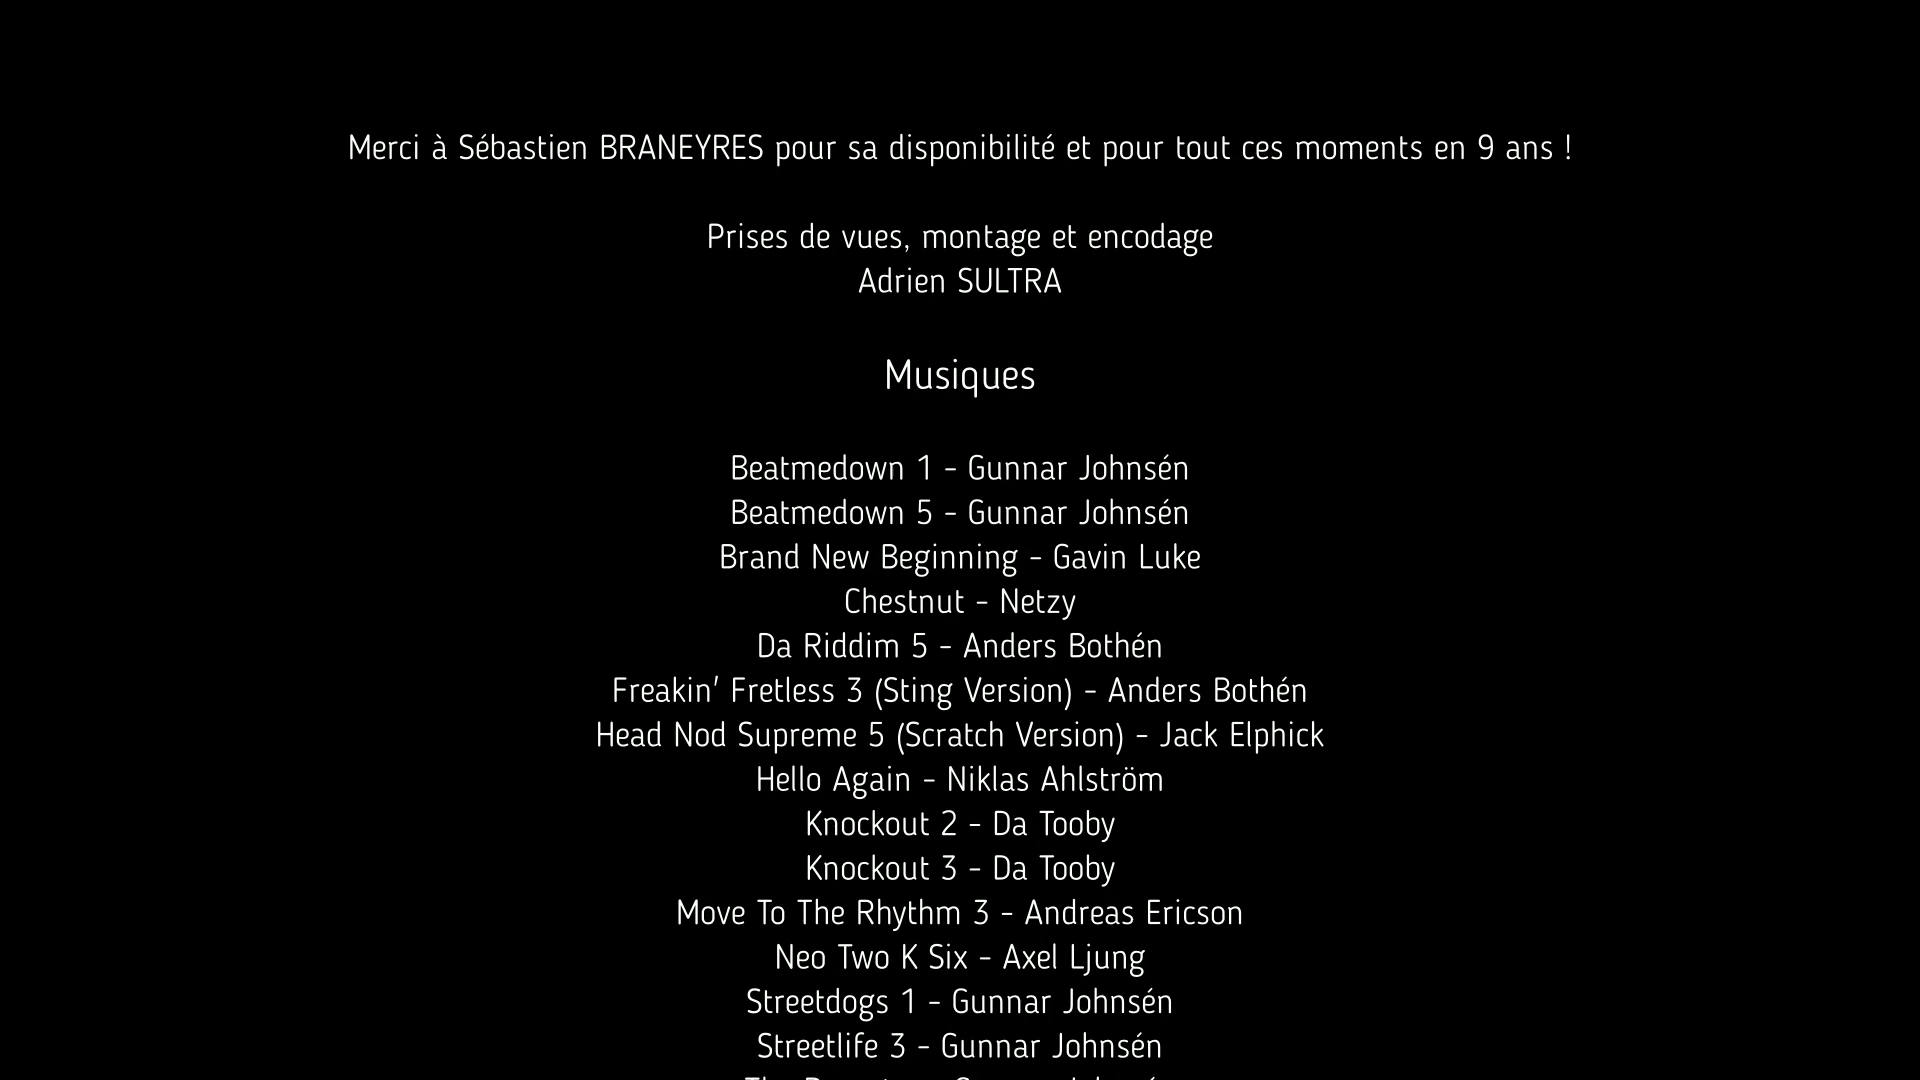 Merci à Sébastien BRANEYRES pour sa disponibilité et pour tout ces moments en 9 ans !
Prises de vues, montage et encodage
Adrien SULTRA
Musiques
Beatmedown 1 - Gunnar Johnsén
Beatmedown 5 - Gunnar Johnsén
Brand New Beginning - Gavin Luke
Chestnut - Netzy
Da Riddim 5 - Anders Bothén
Freakin' Fretless 3 (Sting Version) - Anders Bothén
Head Nod Supreme 5 (Scratch Version) - Jack Elphick
Hello Again - Niklas Ahlström
Knockout 2 - Da Tooby
Knockout 3 - Da Tooby
Move To The Rhythm 3 - Andreas Ericson
Neo Two K Six - Axel Ljung
Streetdogs 1 - Gunnar Johnsén
Streetlife 3 - Gunnar Johnsén